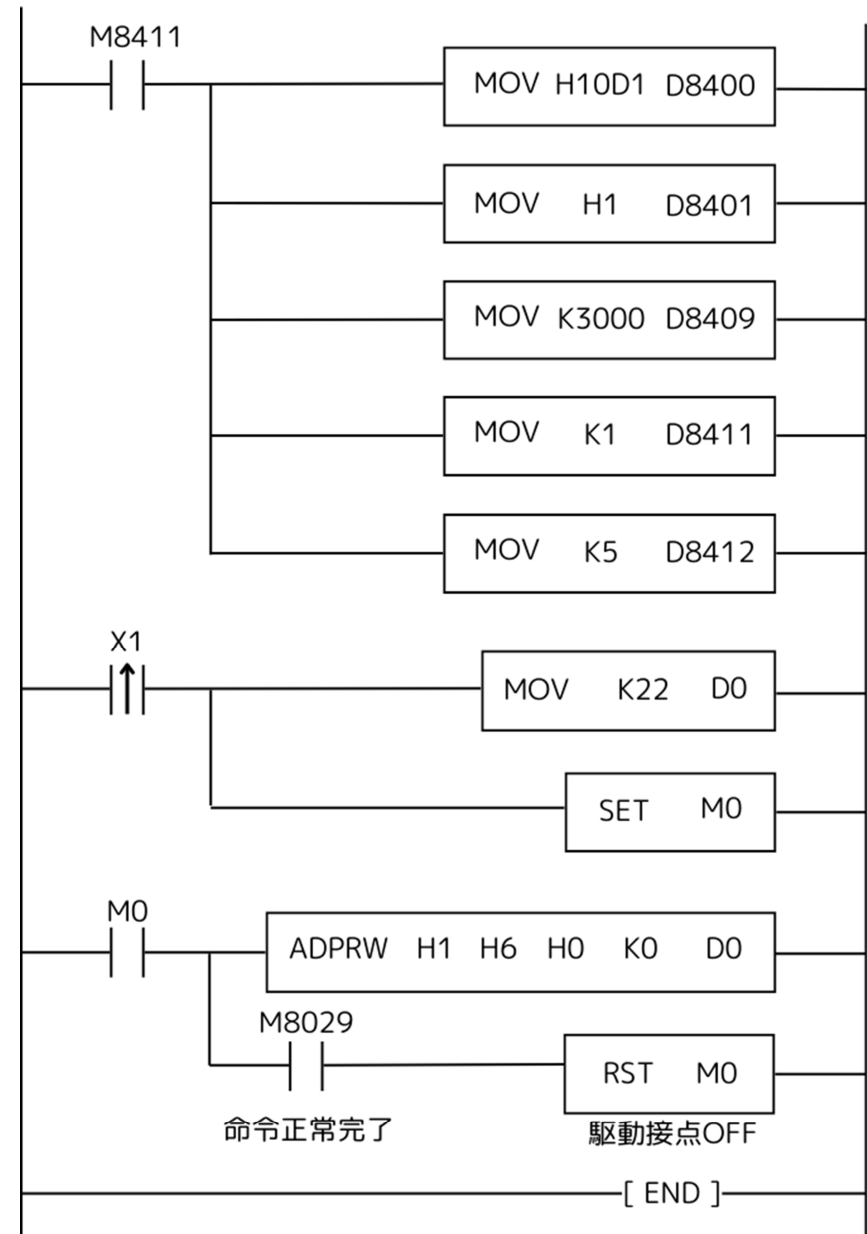 M8411
MOV H10D1 D8400
MOV H1 D8401
MOV K3000 D8409
MOV K1 D8411
MOV K5 D8412
X1
MOV K22 D0
SET M0
M0
ADPRW H1 H6 H0 K0 D0
M8029
RST M0
命令正常完了
駆動接点OFF
[ END ]